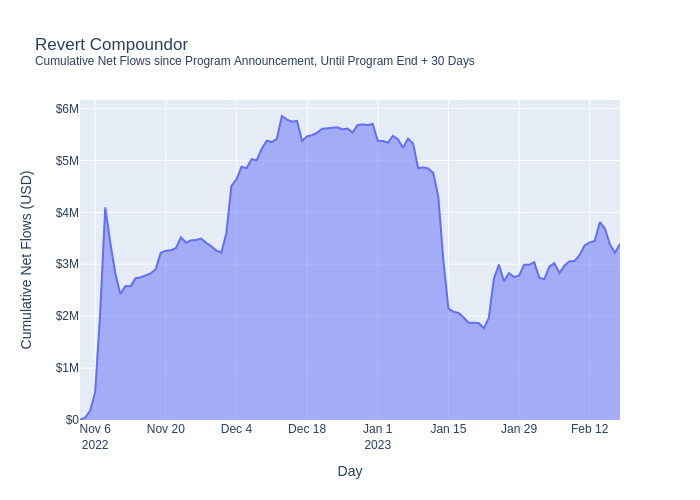 Revert Compoundor
Cumulative Net Flows since Program Announcement, Until Program End + 30 Days
Cumulative Net Flows (USD)
$6M
$5M
$4M
$3M
$2M
$1M
$0
Nov 6 Nov 20 Dec 4 Dec 18 Jan 1 Jan 15 Jan 29 Feb 12
2022 2023
Day